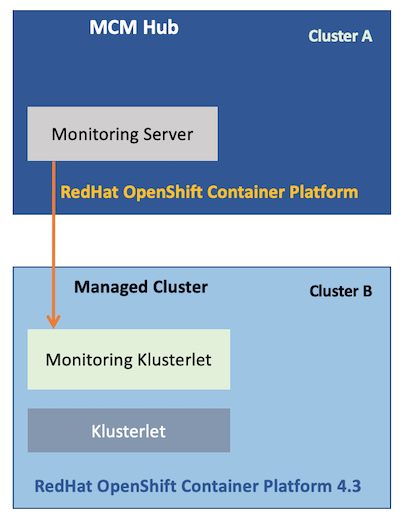 MCM Hub
Cluster A
Monitoring Server
RedHat OpenShift Container Platform
Managed Cluster
Cluster B
Monitoring Klusterlet
Klusterlet
RedHat OpenShift Container Platform 4.3